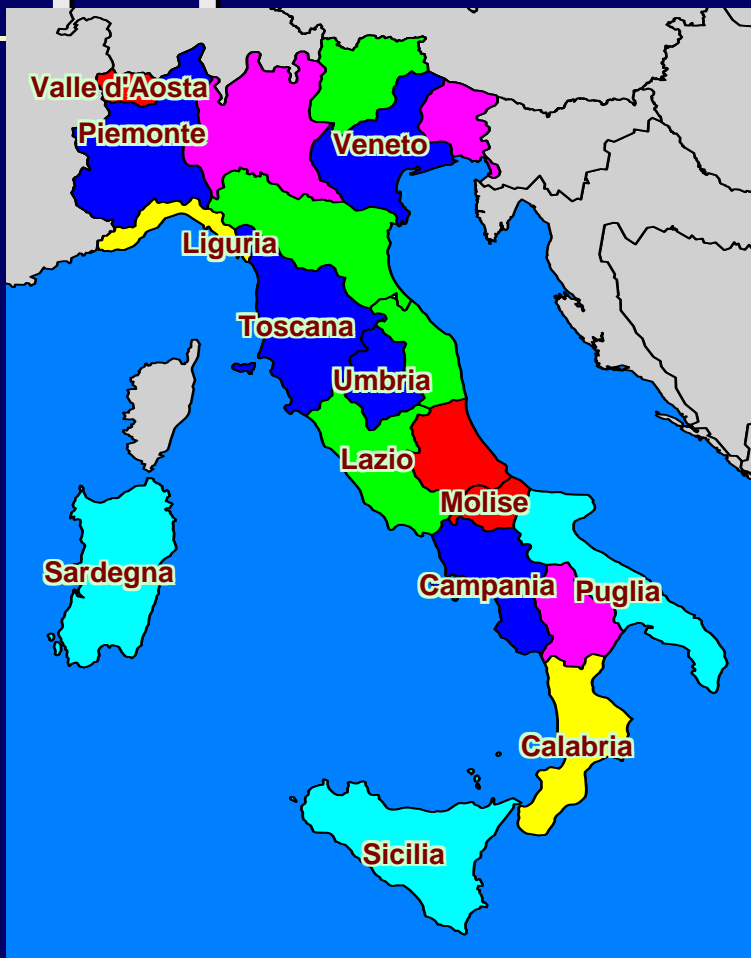 Valle d'Aosta
Piemonte
Veneto
Liguria
Toscana
Umbria
Lazio
Molise
Sardegna
Campania
Puglia
Calabria
Sicilia